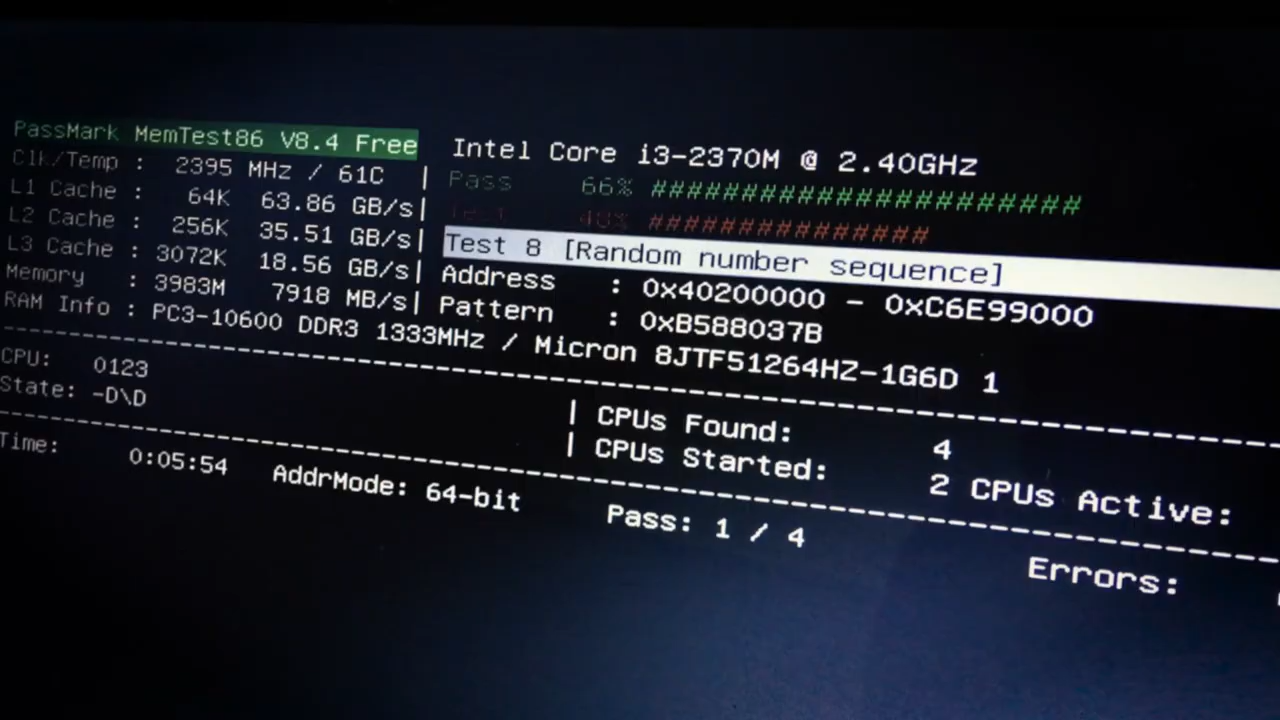 PassMark MemTest86 V8.4 Free
Intel Core i3-2370M @ 2.40GHz
Clk/Temp : 2395 MHz / 61C |
Pass 66% ########################
L1 Cache : 64K 63.86 GB/s|
Test 48% ################
L2 Cache : 256K 35.51 GB/s|
Test 8 [Random number sequence]
L3 Cache : 3072K 18.56 GB/s|
Address : 0x40200000 - 0xC6E99000
Memory : 3983M 7918 MB/s|
Pattern : 0xB588037B
RAM Info : PC3-10600 DDR3 1333MHz / Micron 8JTF51264HZ-1G6D 1
CPU: 0123
| CPUs Found: 4
State: -D\D
| CPUs Started: 2 CPUs Active:
Time: 0:05:54 AddrMode: 64-bit Pass: 1 / 4 Errors: